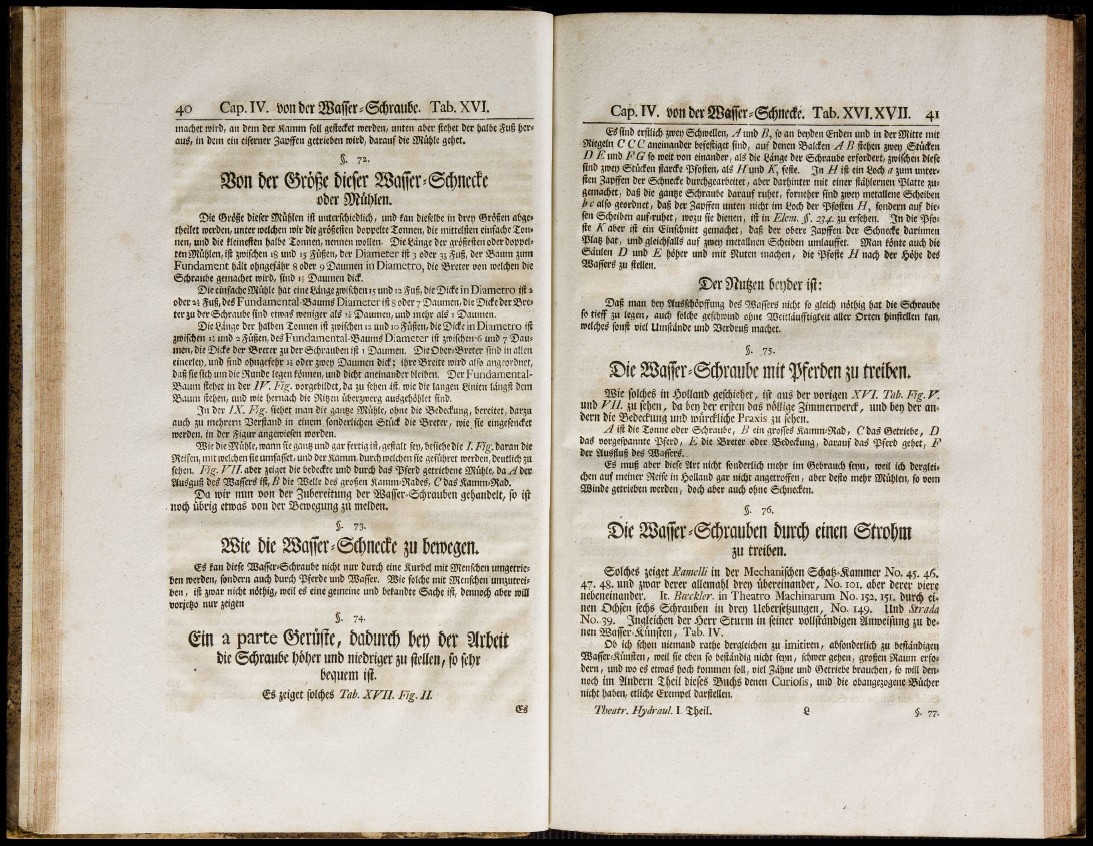 40 Cap. IV. von der Wasser-Schraube. Tab. XVI.
machet wird, an dem der Kamm soll gestecket werden, unten aber stehet der halbe Fuß her-
aus, in dem ein eiserner Zapffen getrieben wird, darauf die Mühle gehet.
§. 72.
Von der Größe dieser Wasser-Schnecke
oder Mühlen.
Die Größe dieser Mühlen ist unterschiedlich, und kan dieselbe in drey Größen abge-
theilet werden, unter welchen wir die größesten doppelte Tonnen, die mittelsten einfache Ton-
nen, und die kleinesten halbe Tonnen, nennen wollen. Die Länge der größesten oder doppel-
ten Mühlen, ist zwischen 18 und 15 Füßen, der Diameter ist 3 oder 3½ Fuß, der Baum zum
Fundament hält ohngefähr 8 oder 9 Daumen in Diametro, die Breter von welchen die
Schraube gemachet wird, sind 1½ Daumen dick.
Die einfache Mühle hat eine Länge zwischen 15 und 12 Fuß, die Dicke in Diametro ist 2
oder 2½ Fuß, des Fundamental-Baums Diameter ist 8 oder 7 Daumen, die Dicke der Bre-
ter zu der Schraube sind etwas weniger als 1½ Daumen, und mehr als 1 Daumen.
Die Länge der halben Tonnen ist zwischen 12 und 10 Füßen, die Dicke in Diametro ist
zwischen 1½ und 2 Füßen, des Fundamental-Baums Diameter ist zwischen 6 und 7 Dau-
men, die Dicke der Breter zu der Schrauben ist 1 Daumen. Die Ober-Breter sind in allen
einerley, und sind ohngefehr 1½ oder zwey Daumen dick; ihre Breite wird also angeordnet,
daß sie sich um die Runde legen können, und dicht aneinander bleiben. Der Fundamental-
Baum stehet in der IV. Fig. vorgebildet, da zu sehen ist, wie die langen Linien längst dem
Baum stehen, und wie hernach die Ritzen überzwerg ausgehöhlet sind.
In der IX. Fig. siehet man die gantze Mühle, ohne die Bedeckung, bereitet, darzu
auch zu mehrern Verstand in einem sonderlichen Stück die Breter, wie sie eingesencket
werden, in der Figur angewiesen worden.
Wie die Mühle, wann sie gantz und gar fertig ist, gestalt sey, besiehe die I. Fig. daran die
Reifen, mit welchen sie umfasset, und der Kamm, durch welchen sie geführet werden, deutlich zu
sehen. Fig. VII. aber zeiget die bedeckte und durch das Pferd getriebene Mühle, da A der
Ausguß des Wassers ist, B die Welle des großen Kamm-Rades, C das Kamm-Rad.
Da wir nun von der Zubereitung der Wasser-Schrauben gehandelt, so ist
noch übrig etwas von der Bewegung zu melden.
§. 73.
Wie die Wasser-Schnecke zu bewegen.
Es kan diese Wasser-Schraube nicht nur durch eine Kurbel mit Menschen umgetrie-
ben werden, sondern auch durch Pferde und Wasser. Wie solche mit Menschen umzutrei-
ben, ist zwar nicht nöthig, weil es eine gemeine und bekandte Sache ist, dennoch aber will
vorjetzo nur zeigen
§. 74.
Ein a parte Gerüste, dadurch bey der Arbeit
die Schraube höher und niedriger zu stellen, so sehr
bequem ist.
Es zeiget solches Tab. XVII. Fig. II.
Es
Cap. IV. von der Wasser-Schnecke. Tab. XVI, XVII. 41
Es sind erstlich zwey Schwellen, A und B, so an beyden Enden und in der Mitte mit
Riegeln C C C aneinander befestiget sind, auf denen Balcken A B stehen zwey Stücken
D E und F G so weit von einander, als die Länge der Schraube erfordert, zwischen diese
sind zwey Stücken starcke Pfosten, als H und K, feste. In H ist ein Loch a zum unter-
sten Zapffen der Schnecke durchgearbeitet, aber darhinter mit einer stählernen Platte zu-
gemachet, daß die gantze Schraube darauf ruhet, forneher sind zwey metallene Scheiben
b c also geordnet, daß der Zapffen unten nicht im Loch der Pfosten H, sondern auf die-
sen Scheiben auf-ruhet, wozu sie dienen, ist in Elem. §. 234. zu ersehen. In die Pfo-
ste K aber ist ein Einschnitt gemachet, daß der obere Zapffen der Schnecke darinnen
Platz hat, und gleichfalls auf zwey metallnen Scheiben umlauffet. Man könte auch die
Säulen D und E höher und mit Nuten machen, die Pfoste H nach der Höhe des
Wassers zu stellen.
Der Nutzen beyder ist:
Daß man bey Ausschöpffung des Wassers nicht so gleich nöthig hat die Schraube
so tieff zu legen, auch solche geschwind ohne Weitläufftigkeit aller Orten hinstellen kan,
welches sonst viel Umstände und Verdruß machet.
§. 75.
Die Wasser-Schraube mit Pferden zu treiben.
Wie solches in Holland geschiehet, ist aus der vorigen XVI. Tab. Fig. V.
und VII. zu sehen, da bey der ersten das völlige Zimmerwerck, und bey der an-
dern die Bedeckung und würckliche Praxis zu sehen.
A ist die Tonne oder Schraube, B ein grosses Kamm-Rad, C das Getriebe, D
das vorgespannte Pferd, E die Breter oder Bedeckung, darauf das Pferd gehet, F
der Ausfluß des Wassers.
Es muß aber diese Art nicht sonderlich mehr im Gebrauch seyn, weil ich derglei-
chen auf meiner Reise in Holland gar nicht angetroffen, aber desto mehr Mühlen, so vom
Winde getrieben werden, doch aber auch ohne Schnecken.
§. 76.
Die Wasser-Schrauben durch einen Strohm
zu treiben.
Solches zeiget Ramelli in der Mechanischen Schatz-Kammer No. 45. 46.
47. 48. und zwar derer allemahl drey übereinander, No. 101. aber derer viere
nebeneinander. It. Bœckler. in Theatro Machinarum No. 152. 151. durch ei-
nen Ochsen sechs Schrauben in drey Uebersetzungen, No. 149. Und Strada
No. 39. Ingleichen der Herr Sturm in seiner vollständigen Anweisung zu de-
nen Wasser-Künsten, Tab. IV.
Ob ich schon niemand rathe dergleichen zu imitiren, absonderlich zu beständigen
Wasser-Künsten, weil sie eben so beständig nicht seyn, schwer gehen, großen Raum erfo-
dern, und wo es etwas hoch kommen soll, viel Zähne und Getriebe brauchen, so will den-
noch im Andern Theil dieses Buchs denen Curiosis, und die obangezogene Bücher
nicht haben, etliche Exempel darstellen.
Theatr. Hydraul. I. Theil. L §. 77.